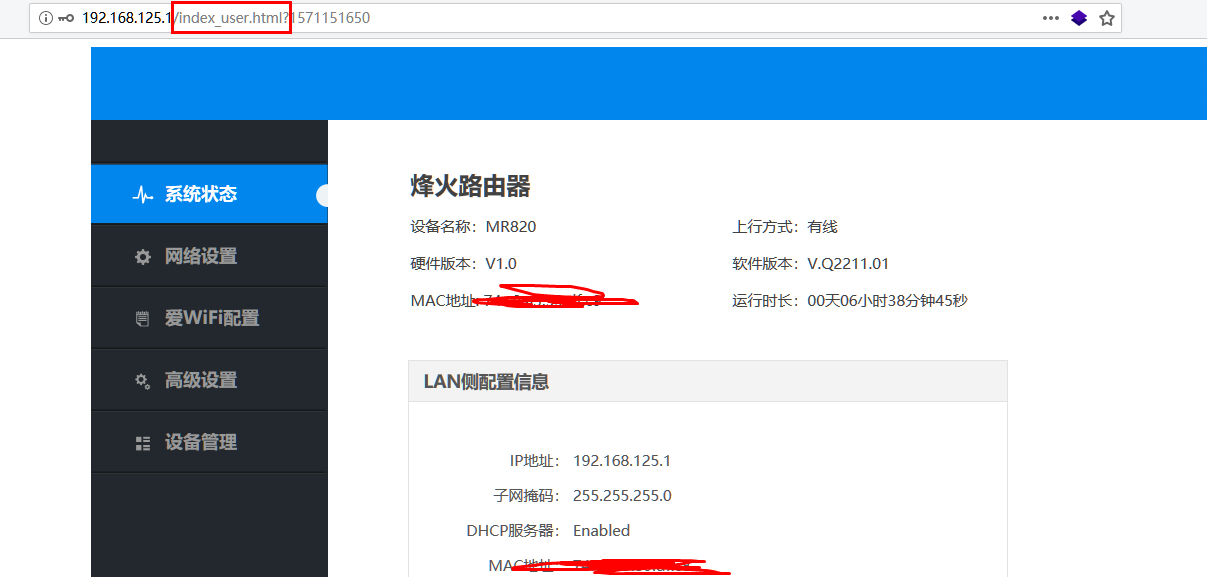 192.168.125.1/index_user.html?1571151650
系统状态
网络设置
爱WiFi配置
高级设置
设备管理
烽火路由器
设备名称：MR820 上行方式：有线
硬件版本：V1.0 软件版本：V.Q2211.01
MAC地址: 运行时长：00天06小时38分钟45秒
LAN侧配置信息
IP地址： 192.168.125.1
子网掩码： 255.255.255.0
DHCP服务器： Enabled
MAC地址：